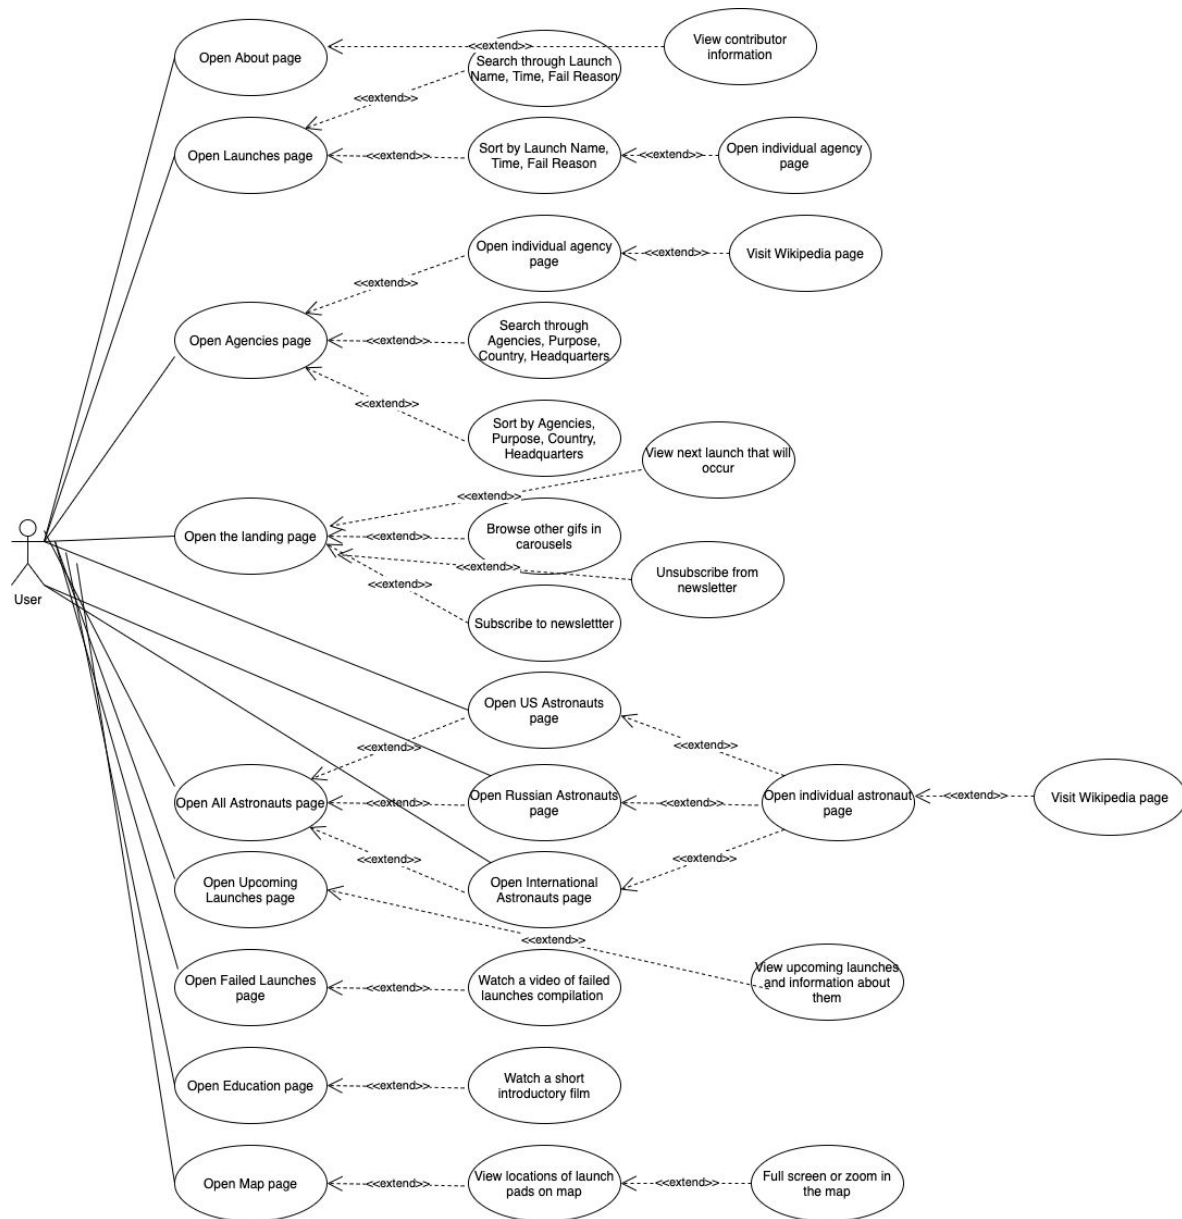 Open About page
<<extend>>
View contributor
information
Search through Launch
Name, Time, Fail Reason
<<extend>>
Open Launches page
<<extend>>
Sort by Launch Name,
Time, Fail Reason
<<extend>>
Open individual agency
page
Open individual agency
page
<<extend>>
Visit Wikipedia page
<<extend>>
Open Agencies page
<<extend>>
Search through
Agencies, Purpose,
Country, Headquarters
<<extend>>
Sort by Agencies,
Purpose, Country,
Headquarters
View next launch that will
occur
<<extend>>
Open the landing page
<<extend>>
Browse other gifs in
carousels
<<extend>>
Unsubscribe from
newsletter
<<extend>>
Subscribe to newslettter
User
Open US Astronauts
page
<<extend>>
<<extend>>
Open All Astronauts page
<<extend>>
Open Russian Astronauts
page
<<extend>>
Open individual astronaut
page
<<extend>>
Visit Wikipedia page
<<extend>>
<<extend>>
Open Upcoming
Launches page
Open International
Astronauts page
<<extend>>
View upcoming launches
and information about
them
Open Failed Launches
page
<<extend>>
Watch a video of failed
launches compilation
Open Education page
<<extend>>
Watch a short
introductory film
Open Map page
<<extend>>
View locations of launch
pads on map
<<extend>>
Full screen or zoom in
the map